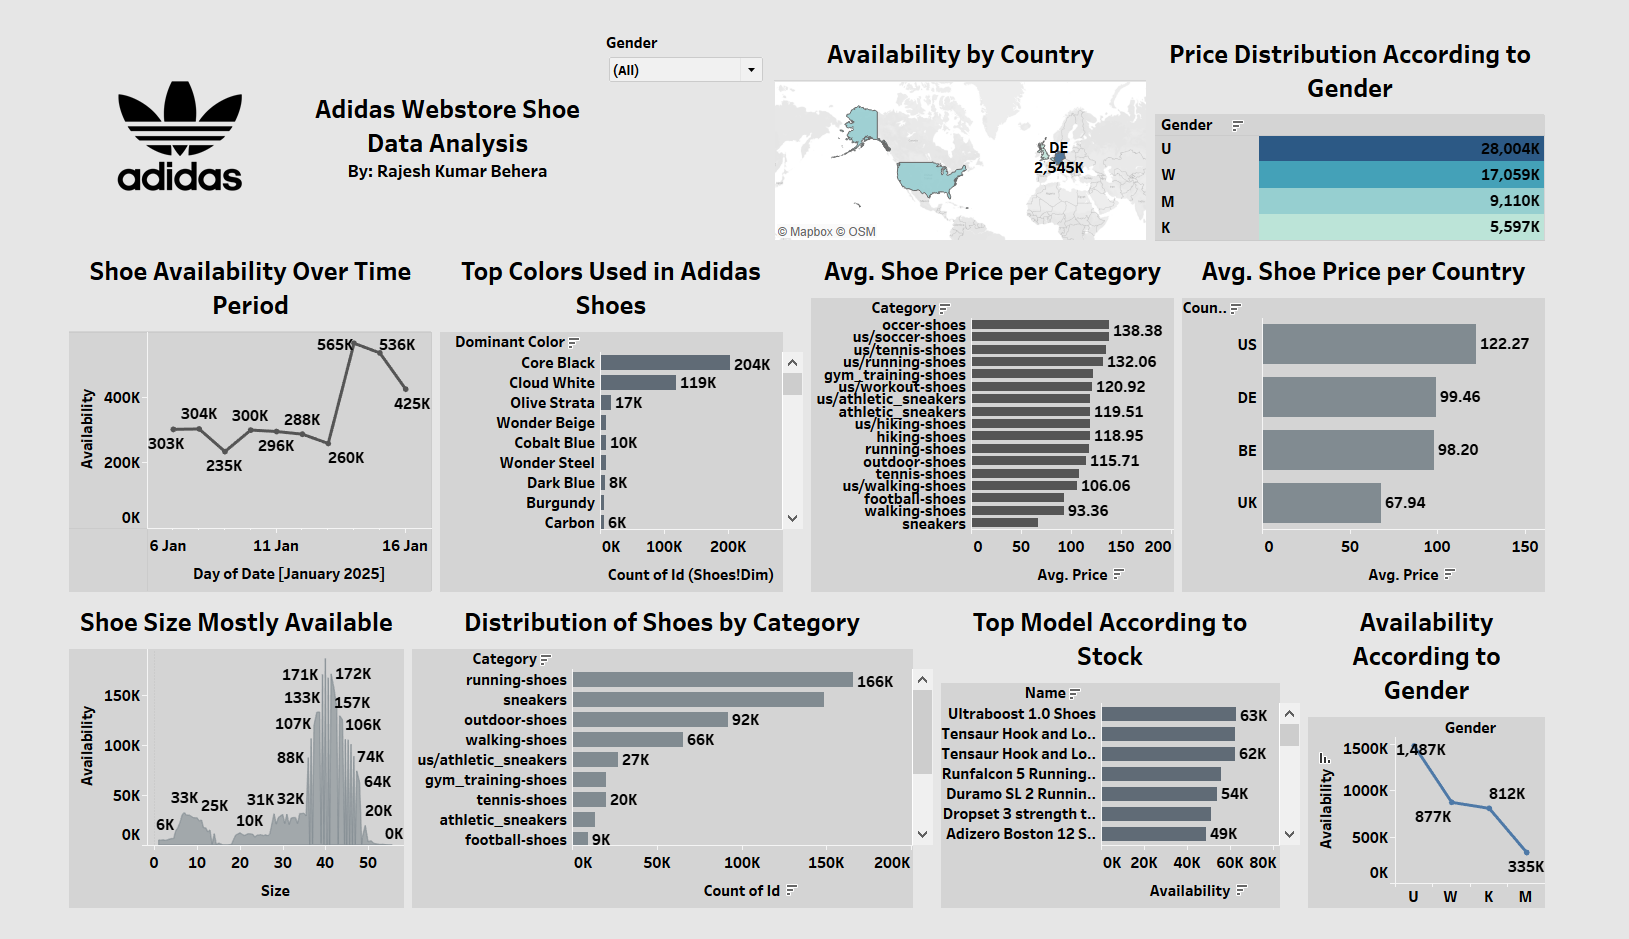 adidas
Adidas Webstore Shoe
Data Analysis
By: Rajesh Kumar Behera
Gender
(All)
Availability by Country
DE
2,545K
© Mapbox © OSM
Price Distribution According to
Gender
Gender
U 28,004K
W 17,059K
M 9,110K
K 5,597K
Shoe Availability Over Time
Period
Availability
400K
200K
0K
303K
304K
235K
300K
296K
288K
260K
565K
536K
425K
6 Jan 11 Jan 16 Jan
Day of Date [January 2025]
Top Colors Used in Adidas
Shoes
Dominant Color
Core Black 204K
Cloud White 119K
Olive Strata 17K
Wonder Beige
Cobalt Blue 10K
Wonder Steel
Dark Blue 8K
Burgundy
Carbon 6K
0K 100K 200K
Count of Id (Shoes!Dim)
Avg. Shoe Price per Category
Category
occer-shoes 138.38
us/soccer-shoes
us/tennis-shoes
us/running-shoes 132.06
gym_training-shoes
us/workout-shoes 120.92
us/athletic_sneakers
athletic_sneakers 119.51
us/hiking-shoes
hiking-shoes 118.95
running-shoes
outdoor-shoes 115.71
tennis-shoes
us/walking-shoes 106.06
football-shoes
walking-shoes 93.36
sneakers
0 50 100 150 200
Avg. Price
Avg. Shoe Price per Country
Coun..
US 122.27
DE 99.46
BE 98.20
UK 67.94
0 50 100 150
Avg. Price
Shoe Size Mostly Available
Availability
150K
100K
50K
0K
6K
33K
25K
10K
31K
32K
88K
107K
133K
171K
172K
157K
106K
74K
64K
20K
0K
0 10 20 30 40 50
Size
Distribution of Shoes by Category
Category
running-shoes 166K
sneakers
outdoor-shoes 92K
walking-shoes 66K
us/athletic_sneakers 27K
gym_training-shoes
tennis-shoes 20K
athletic_sneakers
football-shoes 9K
0K 50K 100K 150K 200K
Count of Id
Top Model According to
Stock
Name
Ultraboost 1.0 Shoes 63K
Tensaur Hook and Lo..
Tensaur Hook and Lo.. 62K
Runfalcon 5 Running..
Duramo SL 2 Runnin.. 54K
Dropset 3 strength t..
Adizero Boston 12 S.. 49K
0K 20K 40K 60K 80K
Availability
Availability
According to
Gender
Gender
Availability
1500K
1000K
500K
0K
1,487K
877K
812K
335K
U W K M